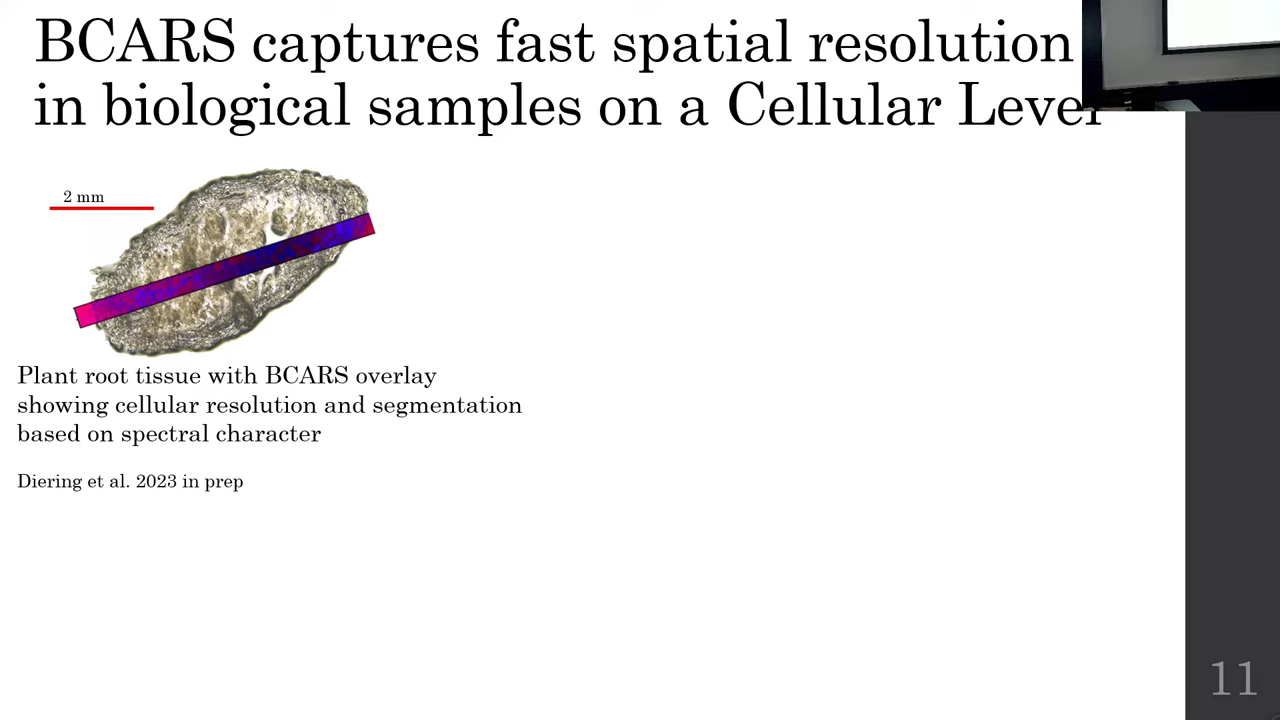 BCARS captures fast spatial resolution
in biological samples on a Cellular Level
2 mm
Plant root tissue with BCARS overlay
showing cellular resolution and segmentation
based on spectral character
Diering et al. 2023 in prep
11